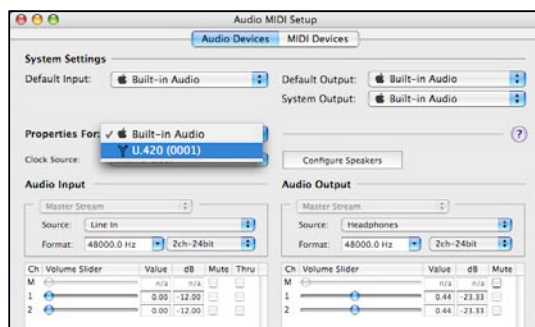 Audio MIDI Setup
Audio Devices MIDI Devices
System Settings
Default Input: Built-in Audio Default Output: Built-in Audio
System Output: Built-in Audio
Properties For: ✓ Built-in Audio ?
U.420 (0001)
Clock Source: Configure Speakers
Audio Input Audio Output
Master Stream Master Stream
Source: Line In Source: Headphones
Format: 48000.0 Hz 2ch-24bit Format: 48000.0 Hz 2ch-24bit
Ch Volume Slider Value dB Mute Thru Ch Volume Slider Value dB Mute
M n/a n/a M n/a n/a
1 0.00 -12.00 1 0.44 -23.33
2 0.00 -12.00 2 0.44 -23.33